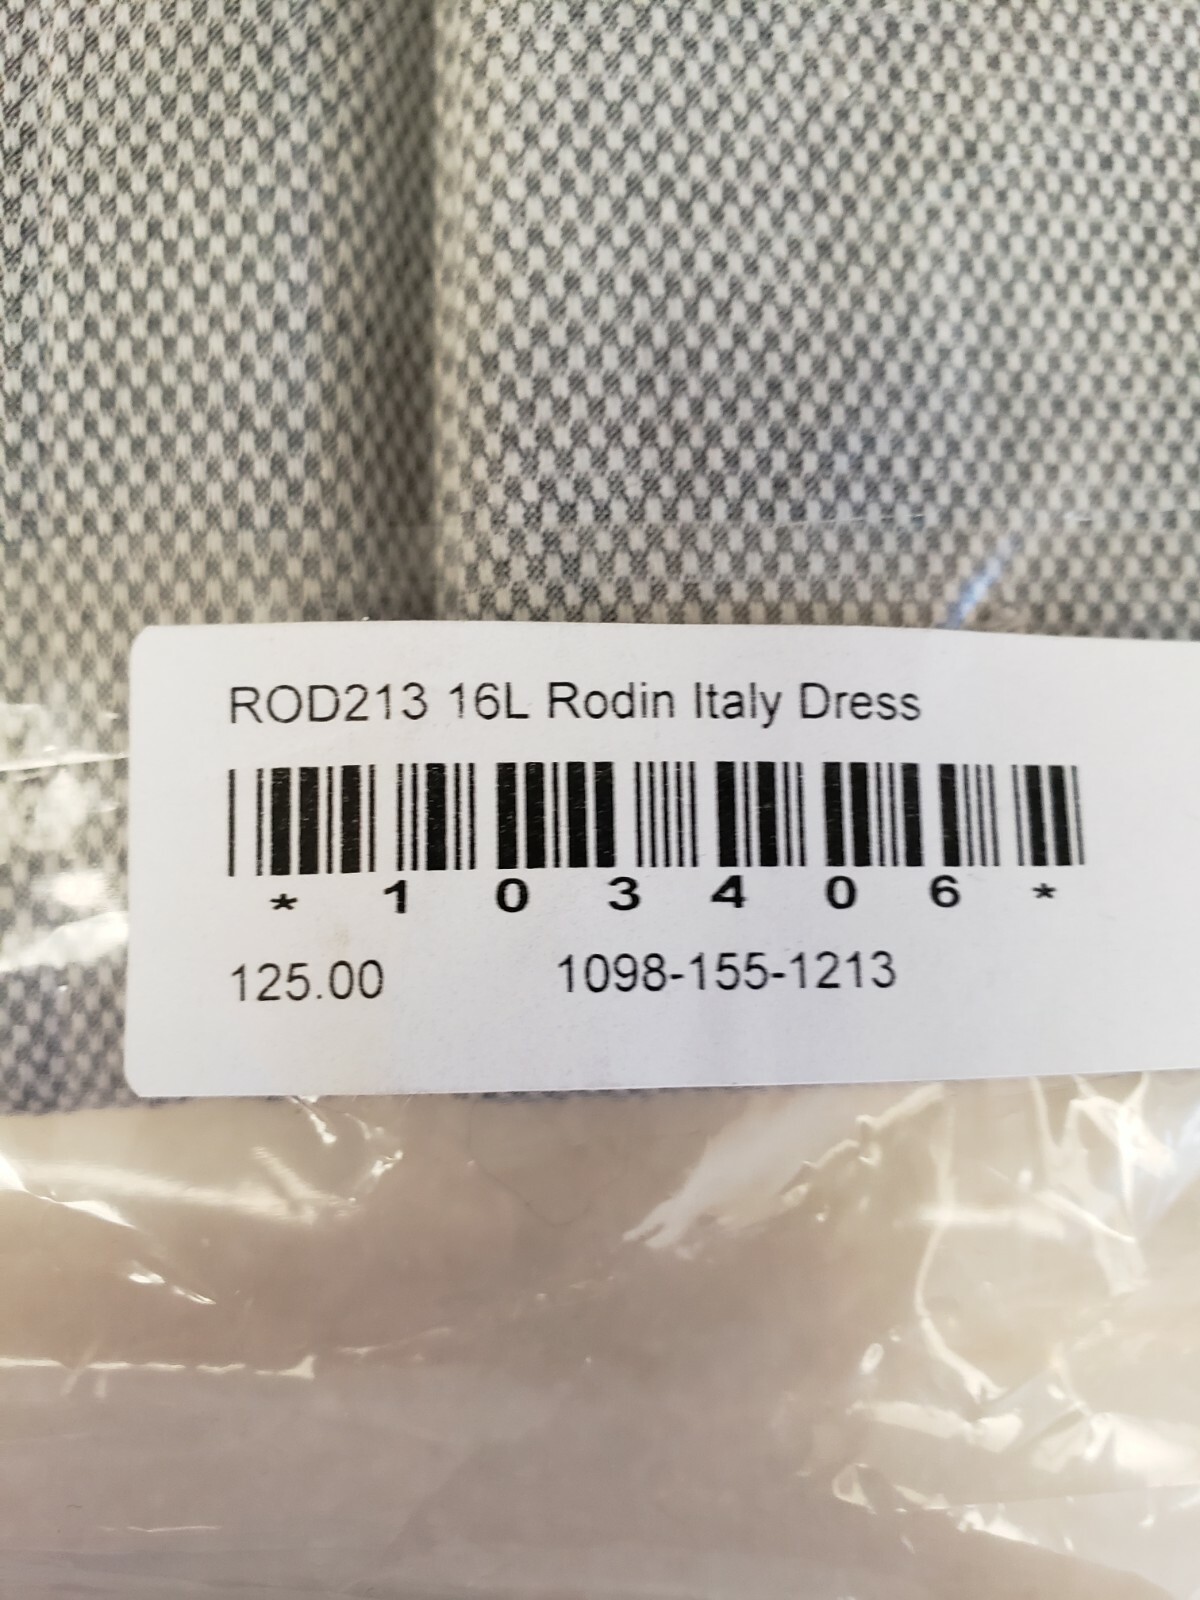 ROD213 16L Rodin Italy Dress
*103406*
125.00 1098-155-1213